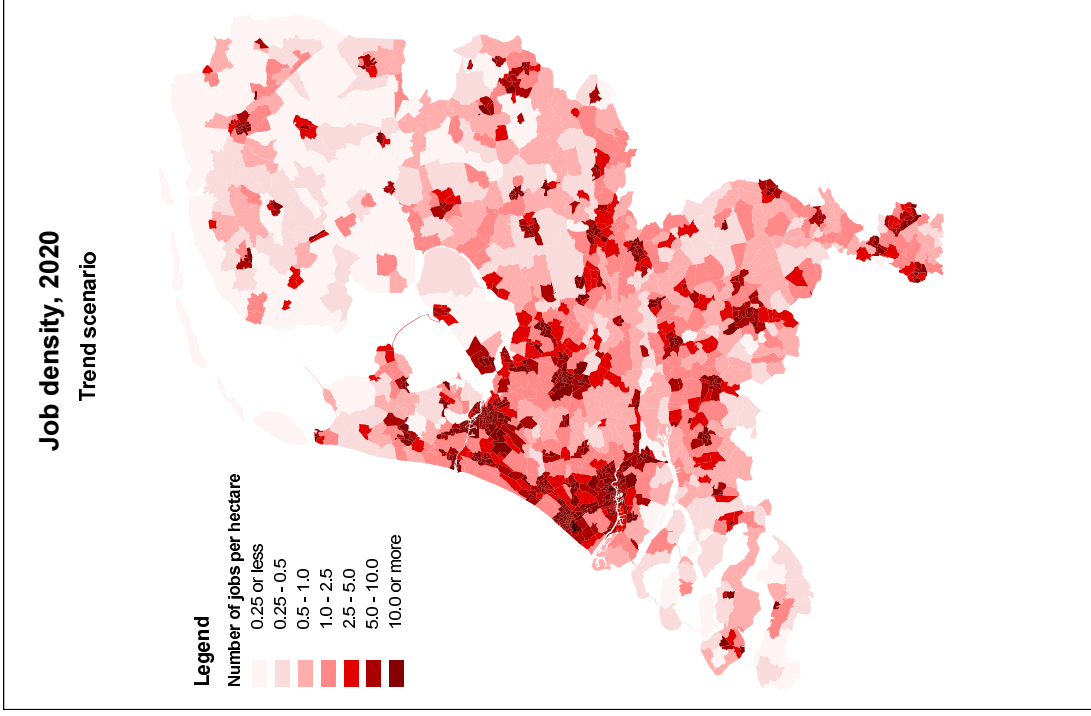 Job density, 2020
Trend scenario
Legend
Number of jobs per hectare
0.25 or less
0.25 - 0.5
0.5 - 1.0
1.0 - 2.5
2.5 - 5.0
5.0 - 10.0
10.0 or more